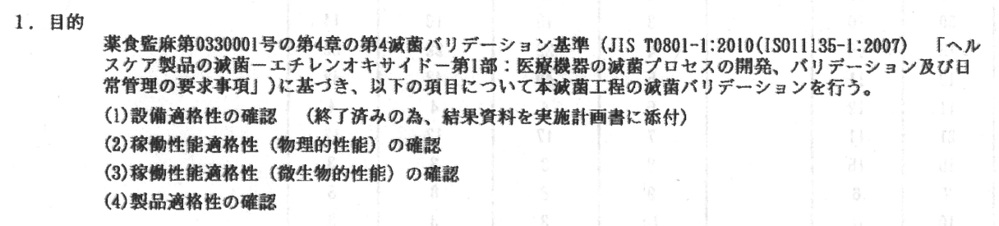 1. 目的
薬食監麻第0330001号の第4章の第4滅菌バリデーション基準（JIS T0801-1:2010(ISO11135-1:2007) 「ヘル
スケア製品の滅菌－エチレンオキサイド－第1部：医療機器の滅菌プロセスの開発、バリデーション及び日
常管理の要求事項」)に基づき、以下の項目について本滅菌工程の滅菌バリデーションを行う。
(1)設備適格性の確認 （終了済みの為、結果資料を実施計画書に添付）
(2)稼働性能適格性（物理的性能）の確認
(3)稼働性能適格性（微生物的性能）の確認
(4)製品適格性の確認